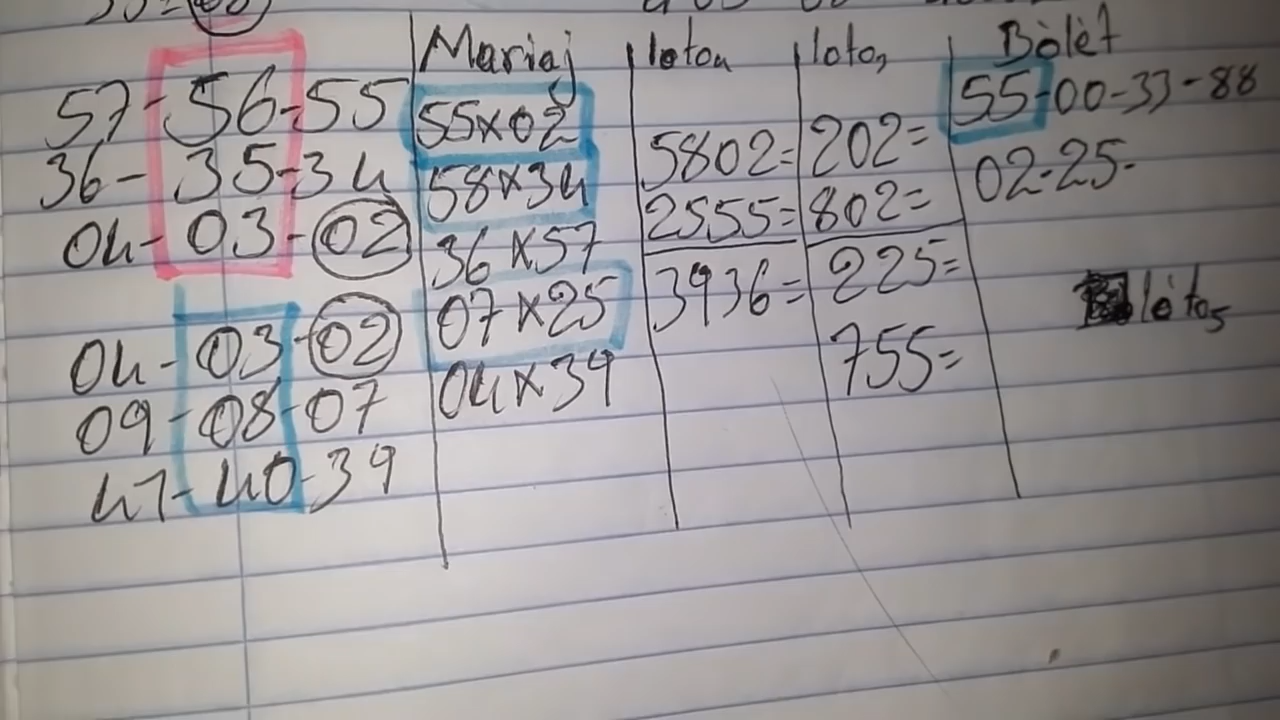 57-56-55
36-35-34
04-03-02
04-03-02
09-08-07
41-40-39
Mariaj
55x02
58x34
36x57
07x25
04x39
loto4
5802=
2555=
3936=
loto3
202=
802=
225=
755=
Bòlèt
55-00-33-88
02-25-
lòto5